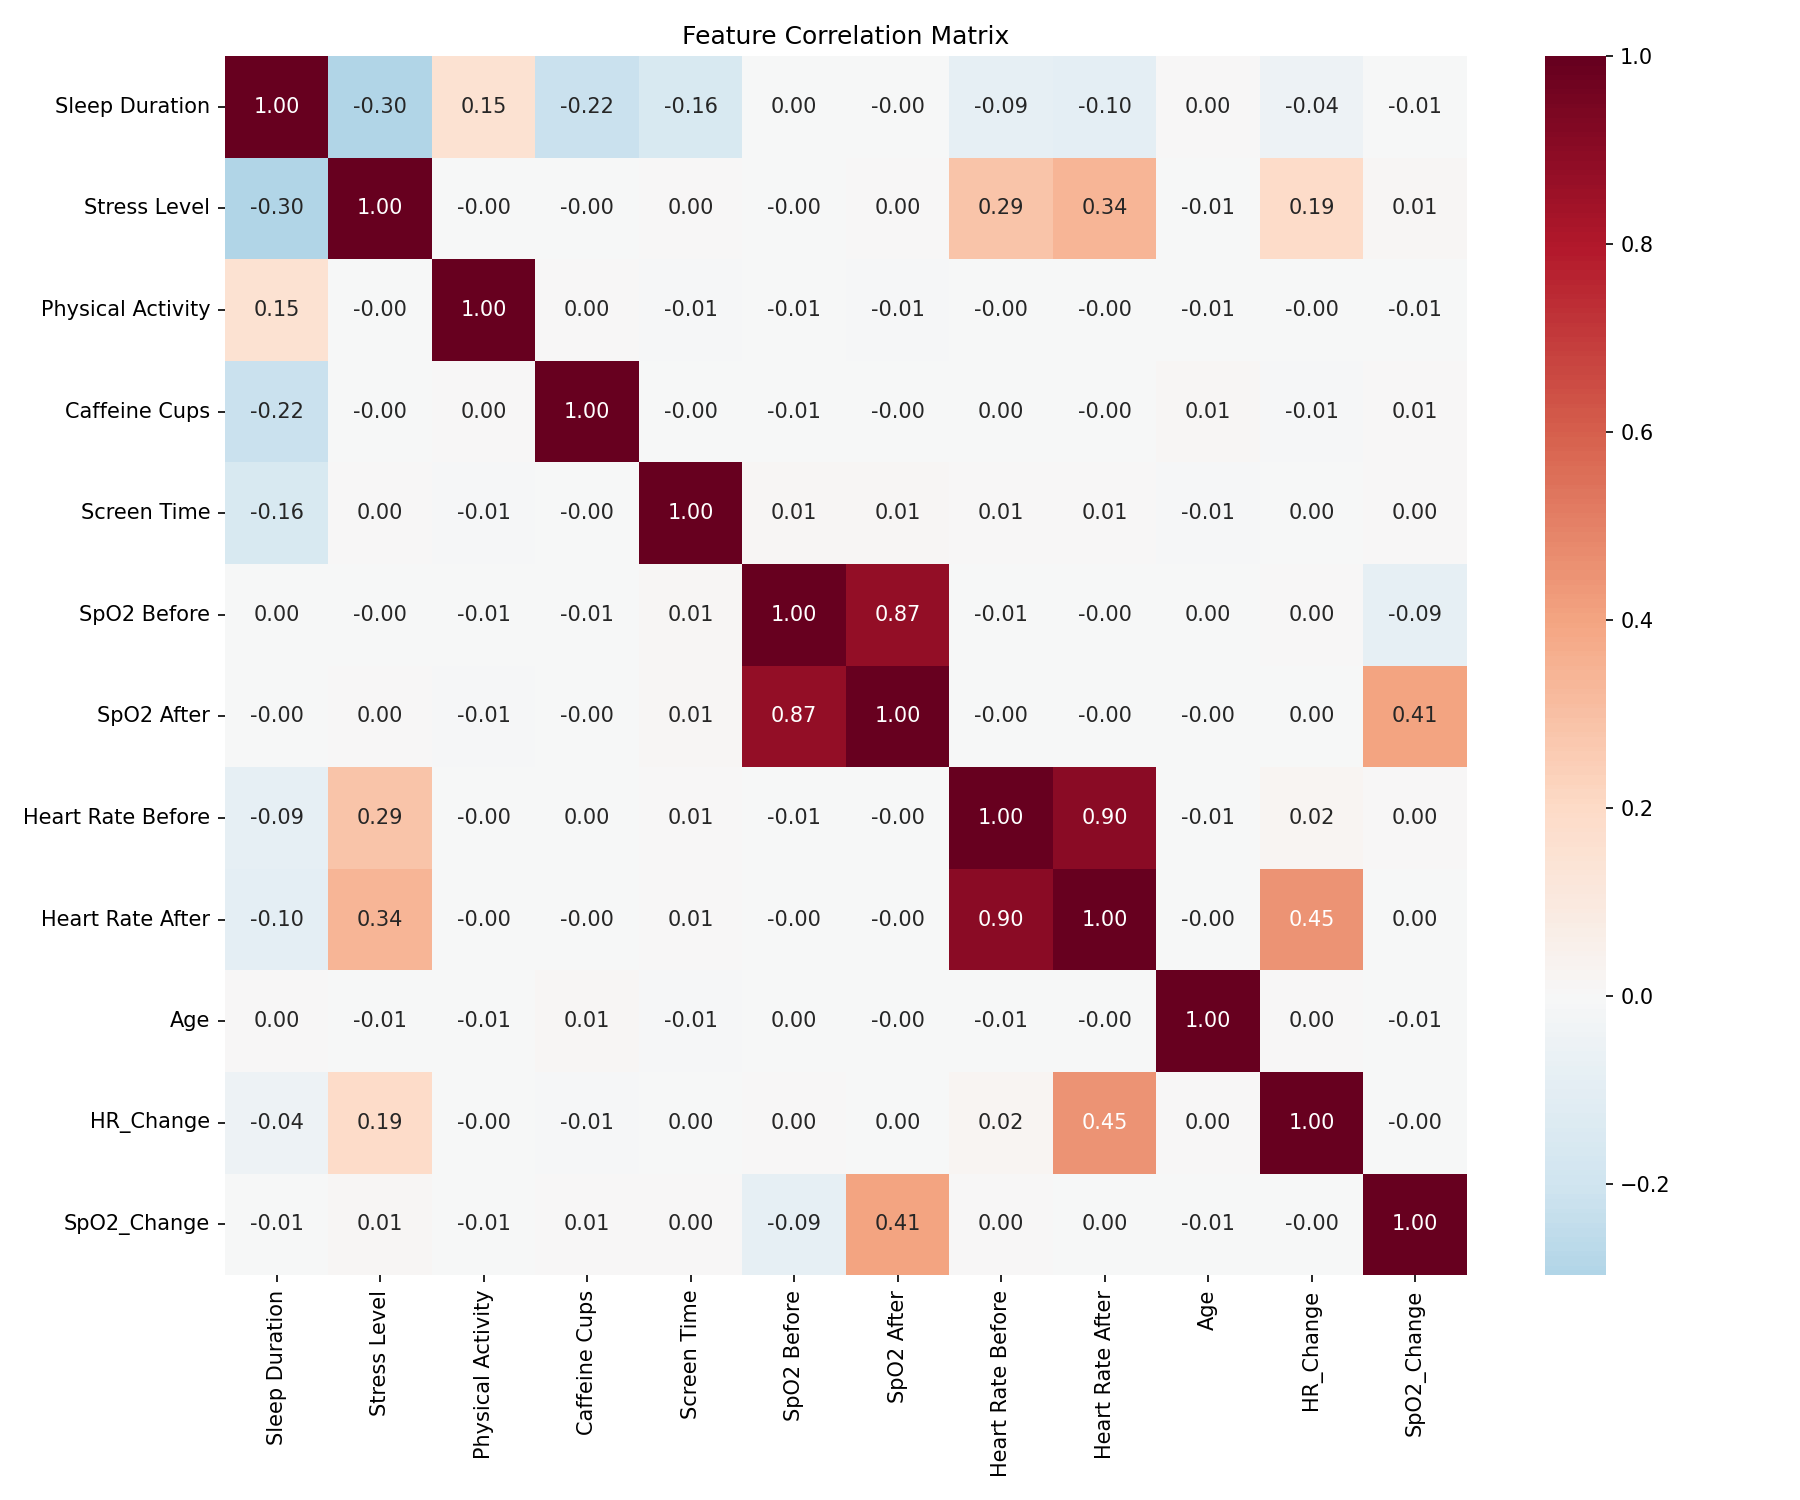 Feature Correlation Matrix
Sleep Duration 1.00 -0.30 0.15 -0.22 -0.16 0.00 -0.00 -0.09 -0.10 0.00 -0.04 -0.01
Stress Level -0.30 1.00 -0.00 -0.00 0.00 -0.00 0.00 0.29 0.34 -0.01 0.19 0.01
Physical Activity 0.15 -0.00 1.00 0.00 -0.01 -0.01 -0.01 -0.00 -0.00 -0.01 -0.00 -0.01
Caffeine Cups -0.22 -0.00 0.00 1.00 -0.00 -0.01 -0.00 0.00 -0.00 0.01 -0.01 0.01
Screen Time -0.16 0.00 -0.01 -0.00 1.00 0.01 0.01 0.01 0.01 -0.01 0.00 0.00
SpO2 Before 0.00 -0.00 -0.01 -0.01 0.01 1.00 0.87 -0.01 -0.00 0.00 0.00 -0.09
SpO2 After -0.00 0.00 -0.01 -0.00 0.01 0.87 1.00 -0.00 -0.00 -0.00 0.00 0.41
Heart Rate Before -0.09 0.29 -0.00 0.00 0.01 -0.01 -0.00 1.00 0.90 -0.01 0.02 0.00
Heart Rate After -0.10 0.34 -0.00 -0.00 0.01 -0.00 -0.00 0.90 1.00 -0.00 0.45 0.00
Age 0.00 -0.01 -0.01 0.01 -0.01 0.00 -0.00 -0.01 -0.00 1.00 0.00 -0.01
HR_Change -0.04 0.19 -0.00 -0.01 0.00 0.00 0.00 0.02 0.45 0.00 1.00 -0.00
SpO2_Change -0.01 0.01 -0.01 0.01 0.00 -0.09 0.41 0.00 0.00 -0.01 -0.00 1.00
Sleep Duration
Stress Level
Physical Activity
Caffeine Cups
Screen Time
SpO2 Before
SpO2 After
Heart Rate Before
Heart Rate After
Age
HR_Change
SpO2_Change
1.0
0.8
0.6
0.4
0.2
0.0
−0.2